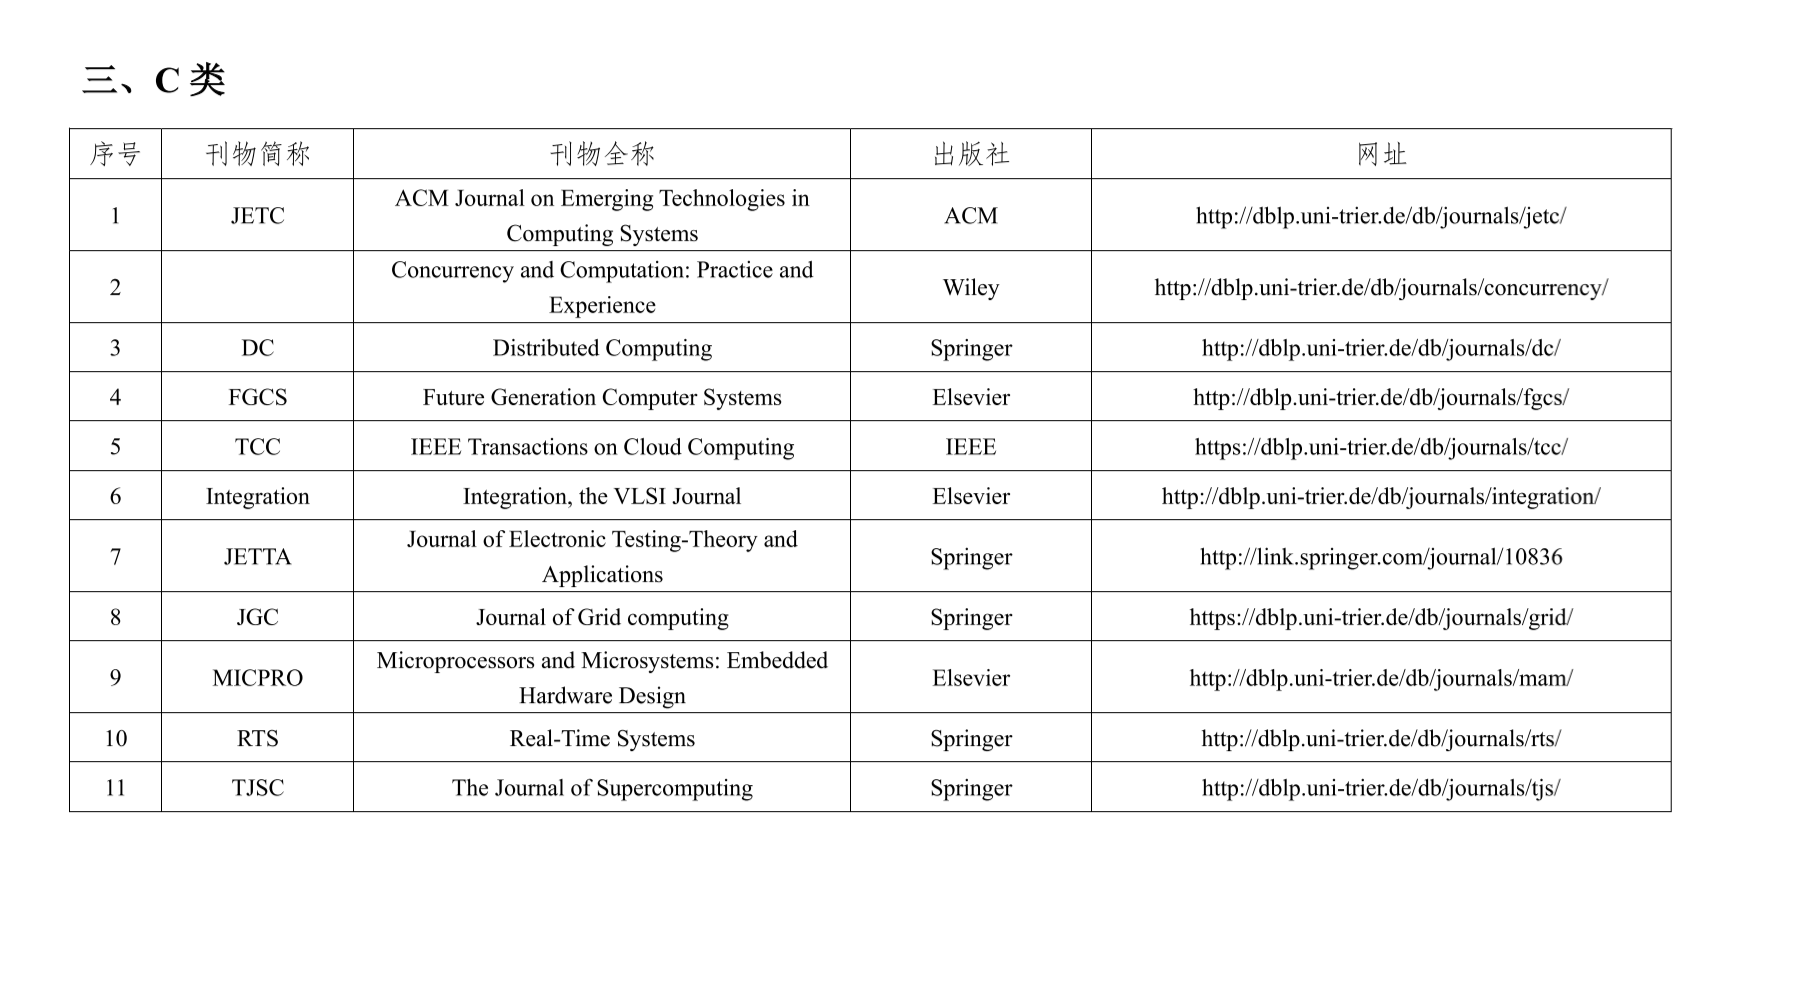 三、C 类
序号 刊物简称 刊物全称 出版社 网址
1 JETC ACM Journal on Emerging Technologies in
Computing Systems ACM http://dblp.uni-trier.de/db/journals/jetc/
2 Concurrency and Computation: Practice and
Experience Wiley http://dblp.uni-trier.de/db/journals/concurrency/
3 DC Distributed Computing Springer http://dblp.uni-trier.de/db/journals/dc/
4 FGCS Future Generation Computer Systems Elsevier http://dblp.uni-trier.de/db/journals/fgcs/
5 TCC IEEE Transactions on Cloud Computing IEEE https://dblp.uni-trier.de/db/journals/tcc/
6 Integration Integration, the VLSI Journal Elsevier http://dblp.uni-trier.de/db/journals/integration/
7 JETTA Journal of Electronic Testing-Theory and
Applications Springer http://link.springer.com/journal/10836
8 JGC Journal of Grid computing Springer https://dblp.uni-trier.de/db/journals/grid/
9 MICPRO Microprocessors and Microsystems: Embedded
Hardware Design Elsevier http://dblp.uni-trier.de/db/journals/mam/
10 RTS Real-Time Systems Springer http://dblp.uni-trier.de/db/journals/rts/
11 TJSC The Journal of Supercomputing Springer http://dblp.uni-trier.de/db/journals/tjs/